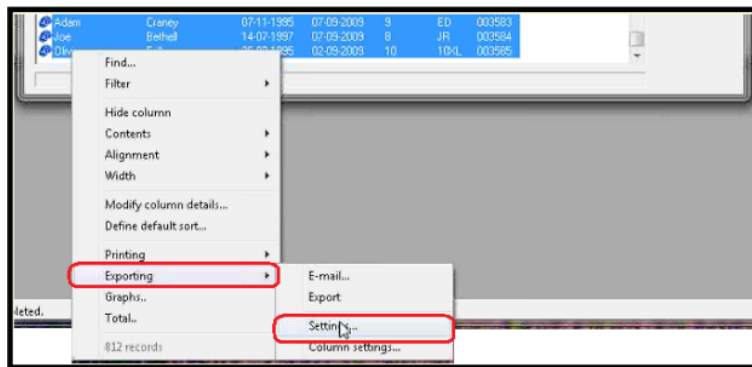 Adam Craney 07-11-1995 07-09-2009 9 ED 003583
Joe Bethell 14-07-1997 07-09-2009 8 JR 003584
02-09-2009 10 10XL 003585
Find...
Filter
Hide column
Contents
Alignment
Width
Modify column details...
Define default sort...
Printing
Exporting
E-mail...
Graphs..
Export
Total..
Settings...
812 records
Column settings...
leted.